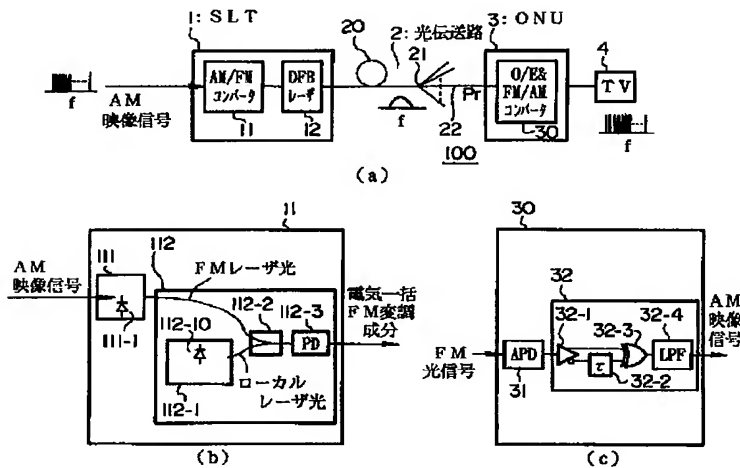 1: SLT
AM/FM
コンバータ
11
DFB
レーザ
12
f
AM
映像信号
20
2: 光伝送路
21
f
Pr
22
100
3: ONU
O/E&
FM/AM
コンバータ
30
4
TV
f
(a)
11
AM
映像信号
111
111-1
112
FMレーザ光
112-10
112-1
112-2
112-3
PD
ローカル
レーザ光
電気一括
FM変調
成分
(b)
30
FM
光信号
APD
31
32
32-1
32-3
τ
32-2
32-4
LPF
AM
映像
信号
(c)